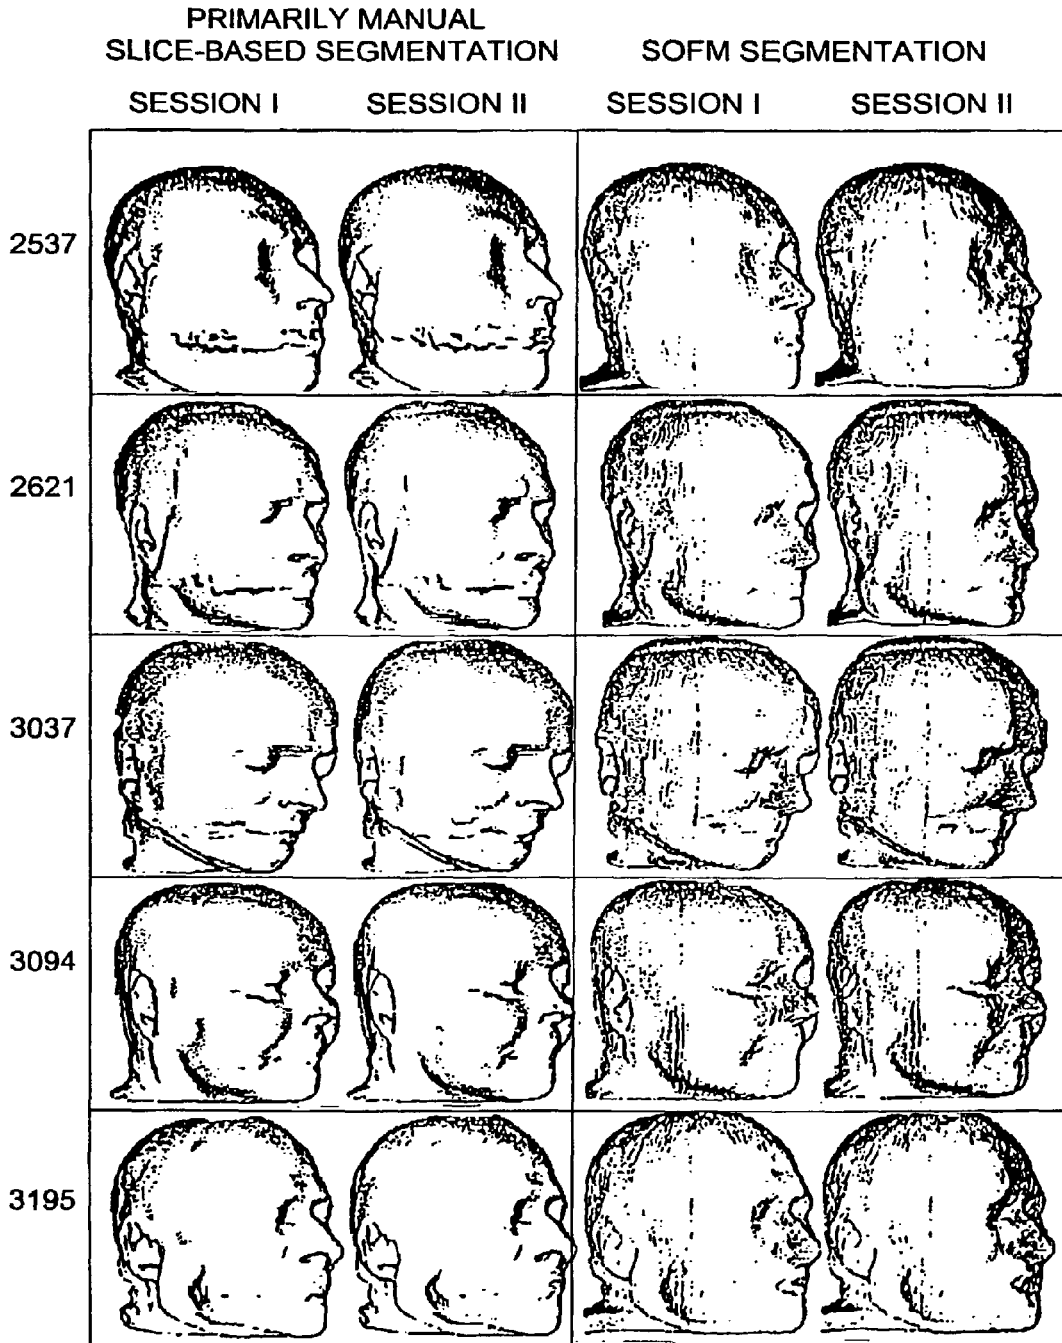 PRIMARILY MANUAL
SLICE-BASED SEGMENTATION
SOFM SEGMENTATION
SESSION I
SESSION II
SESSION I
SESSION II
2537
2621
3037
3094
3195